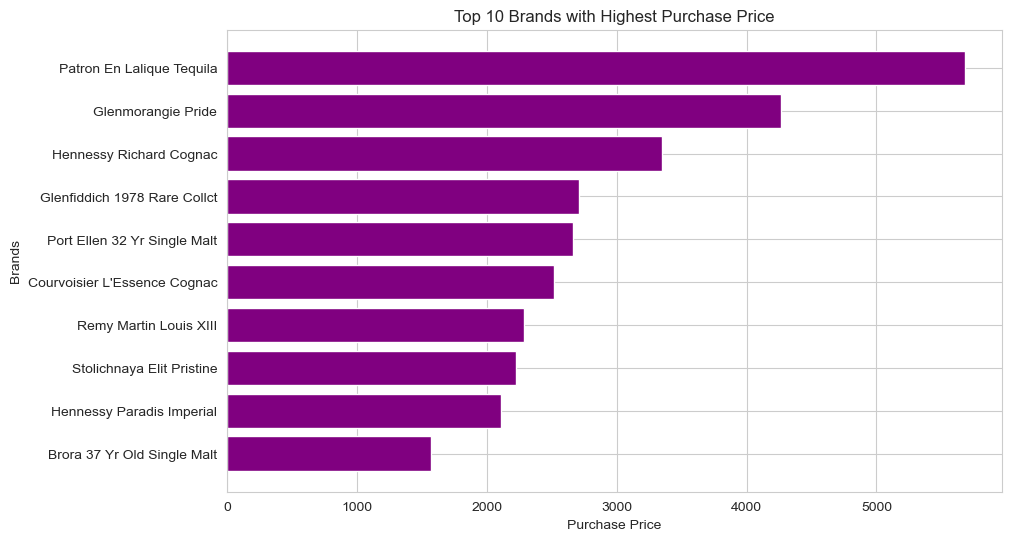 Top 10 Brands with Highest Purchase Price
Patron En Lalique Tequila
Glenmorangie Pride
Hennessy Richard Cognac
Glenfiddich 1978 Rare Collct
Port Ellen 32 Yr Single Malt
Courvoisier L'Essence Cognac
Remy Martin Louis XIII
Stolichnaya Elit Pristine
Hennessy Paradis Imperial
Brora 37 Yr Old Single Malt
Brands
0 1000 2000 3000 4000 5000
Purchase Price